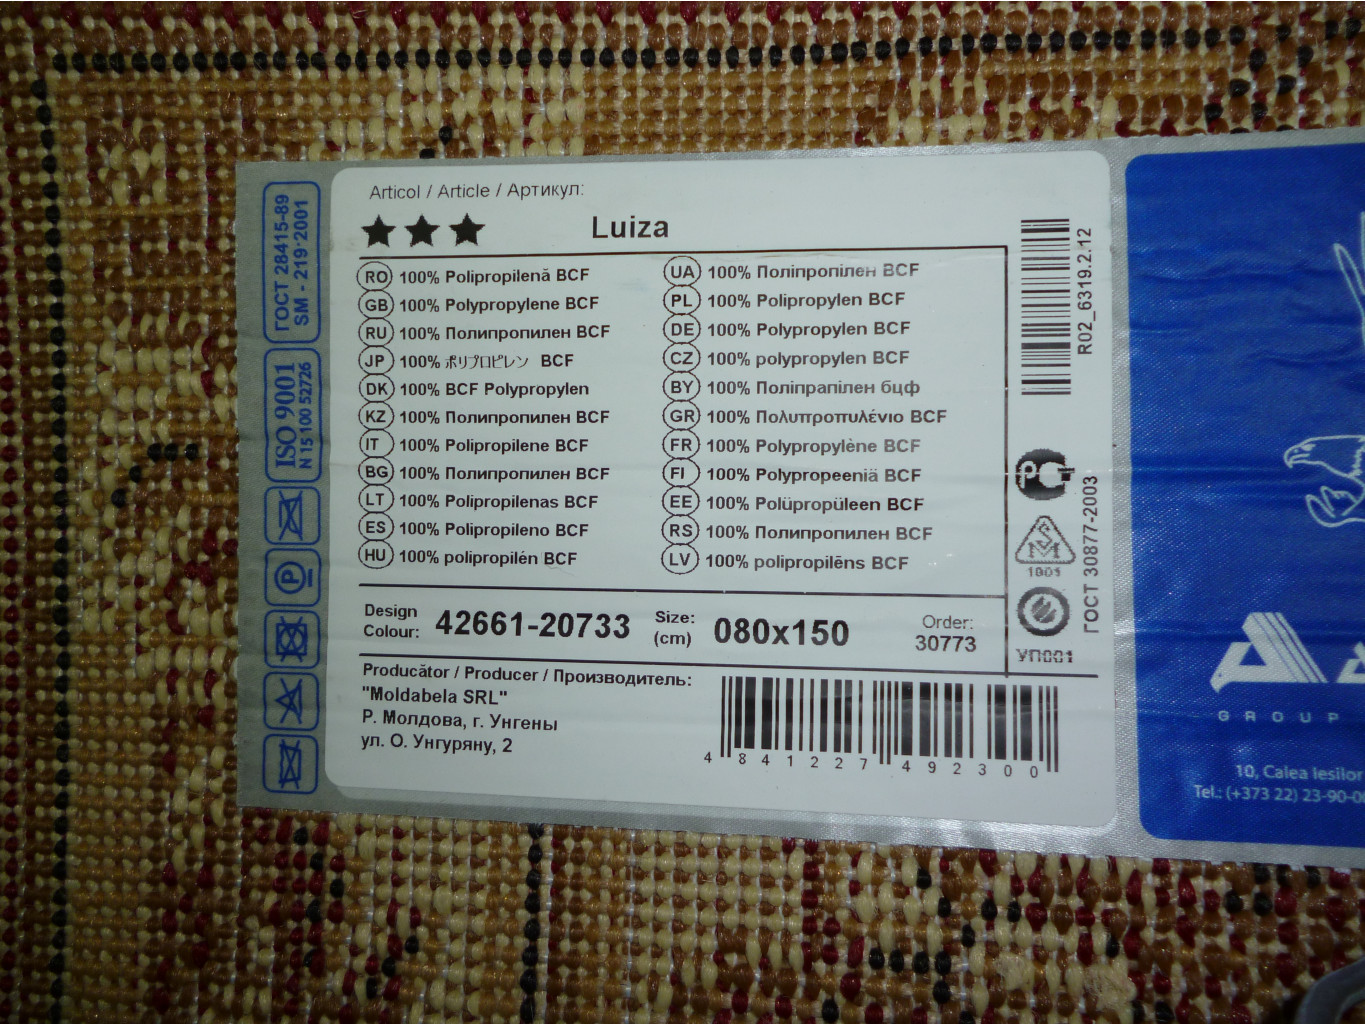 ГОСТ 28415-89
SM - 219:2001
ISO 9001
N 15 100 52726
P
Articol / Article / Артикул:
Luiza
RO 100% Polipropilenă BCF
GB 100% Polypropylene BCF
RU 100% Полипропилен BCF
JP 100% ポリプロピレン BCF
DK 100% BCF Polypropylen
KZ 100% Полипропилен BCF
IT 100% Polipropilene BCF
BG 100% Полипропилен BCF
LT 100% Polipropilenas BCF
ES 100% Polipropileno BCF
HU 100% polipropilén BCF
UA 100% Поліпропілен BCF
PL 100% Polipropylen BCF
DE 100% Polypropylen BCF
CZ 100% polypropylen BCF
BY 100% Поліпрапілен бцф
GR 100% Πολυπροπυλένιο BCF
FR 100% Polypropylène BCF
FI 100% Polypropeeniä BCF
EE 100% Polüpropüleen BCF
RS 100% Полипропилен BCF
LV 100% polipropilēns BCF
Design
Colour:
42661-20733
Size:
(cm)
080x150
Order:
30773
Producător / Producer / Производитель:
"Moldabela SRL"
Р. Молдова, г. Унгены
ул. О. Унгуряну, 2
4 841227 492300
R02_6319.2.12
ГОСТ 30877-2003
РС
SM
1001
УП001
GROUP
10, Calea Iesilor
Tel.: (+373 22) 23-90-0